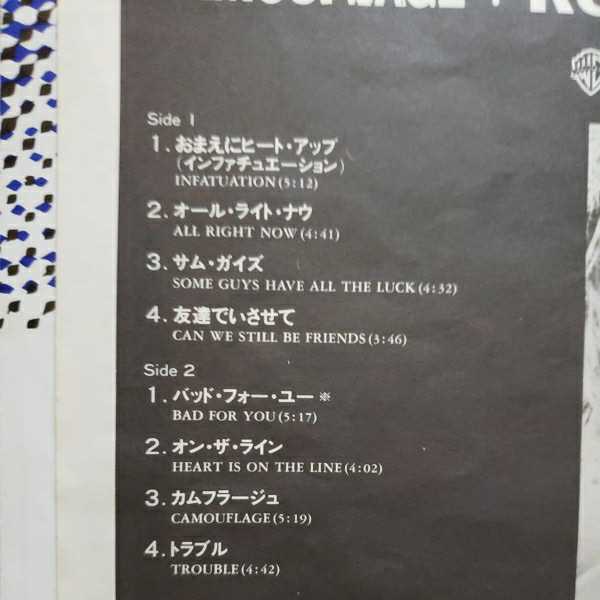 Side 1
1. おまえにヒート・アップ
(インファチュエーション)
INFATUATION(5:12)
2. オール・ライト・ナウ
ALL RIGHT NOW(4:41)
3. サム・ガイズ
SOME GUYS HAVE ALL THE LUCK(4:32)
4. 友達でいさせて
CAN WE STILL BE FRIENDS(3:46)
Side 2
1. バッド・フォー・ユー ※
BAD FOR YOU(5:17)
2. オン・ザ・ライン
HEART IS ON THE LINE(4:02)
3. カムフラージュ
CAMOUFLAGE(5:19)
4. トラブル
TROUBLE(4:42)